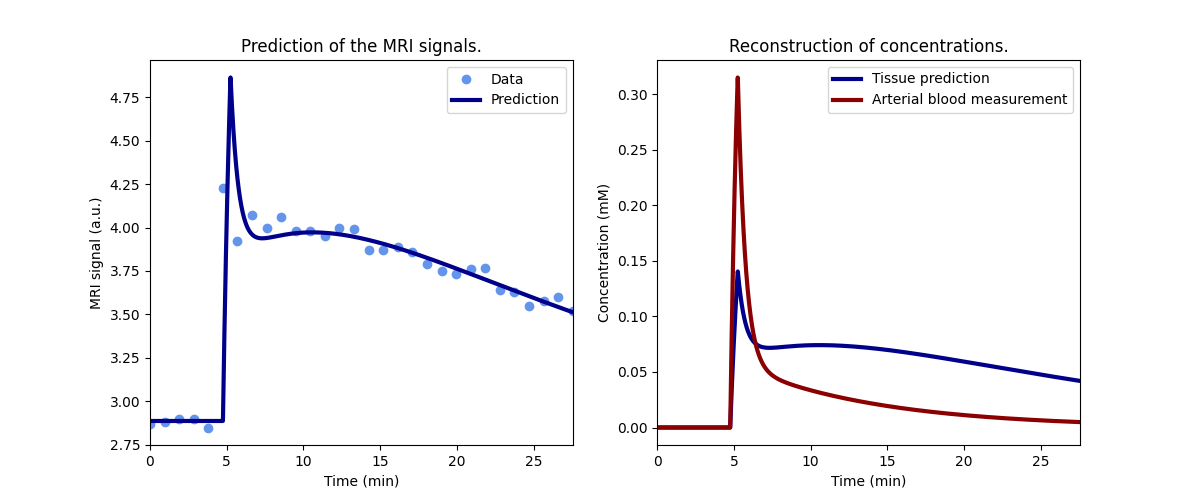 Prediction of the MRI signals.
Data
Prediction
4.75
4.50
4.25
4.00
3.75
3.50
3.25
3.00
2.75
MRI signal (a.u.)
0
5
10
15
20
25
Time (min)
Reconstruction of concentrations.
Tissue prediction
Arterial blood measurement
0.30
0.25
0.20
0.15
0.10
0.05
0.00
Concentration (mM)
0
5
10
15
20
25
Time (min)